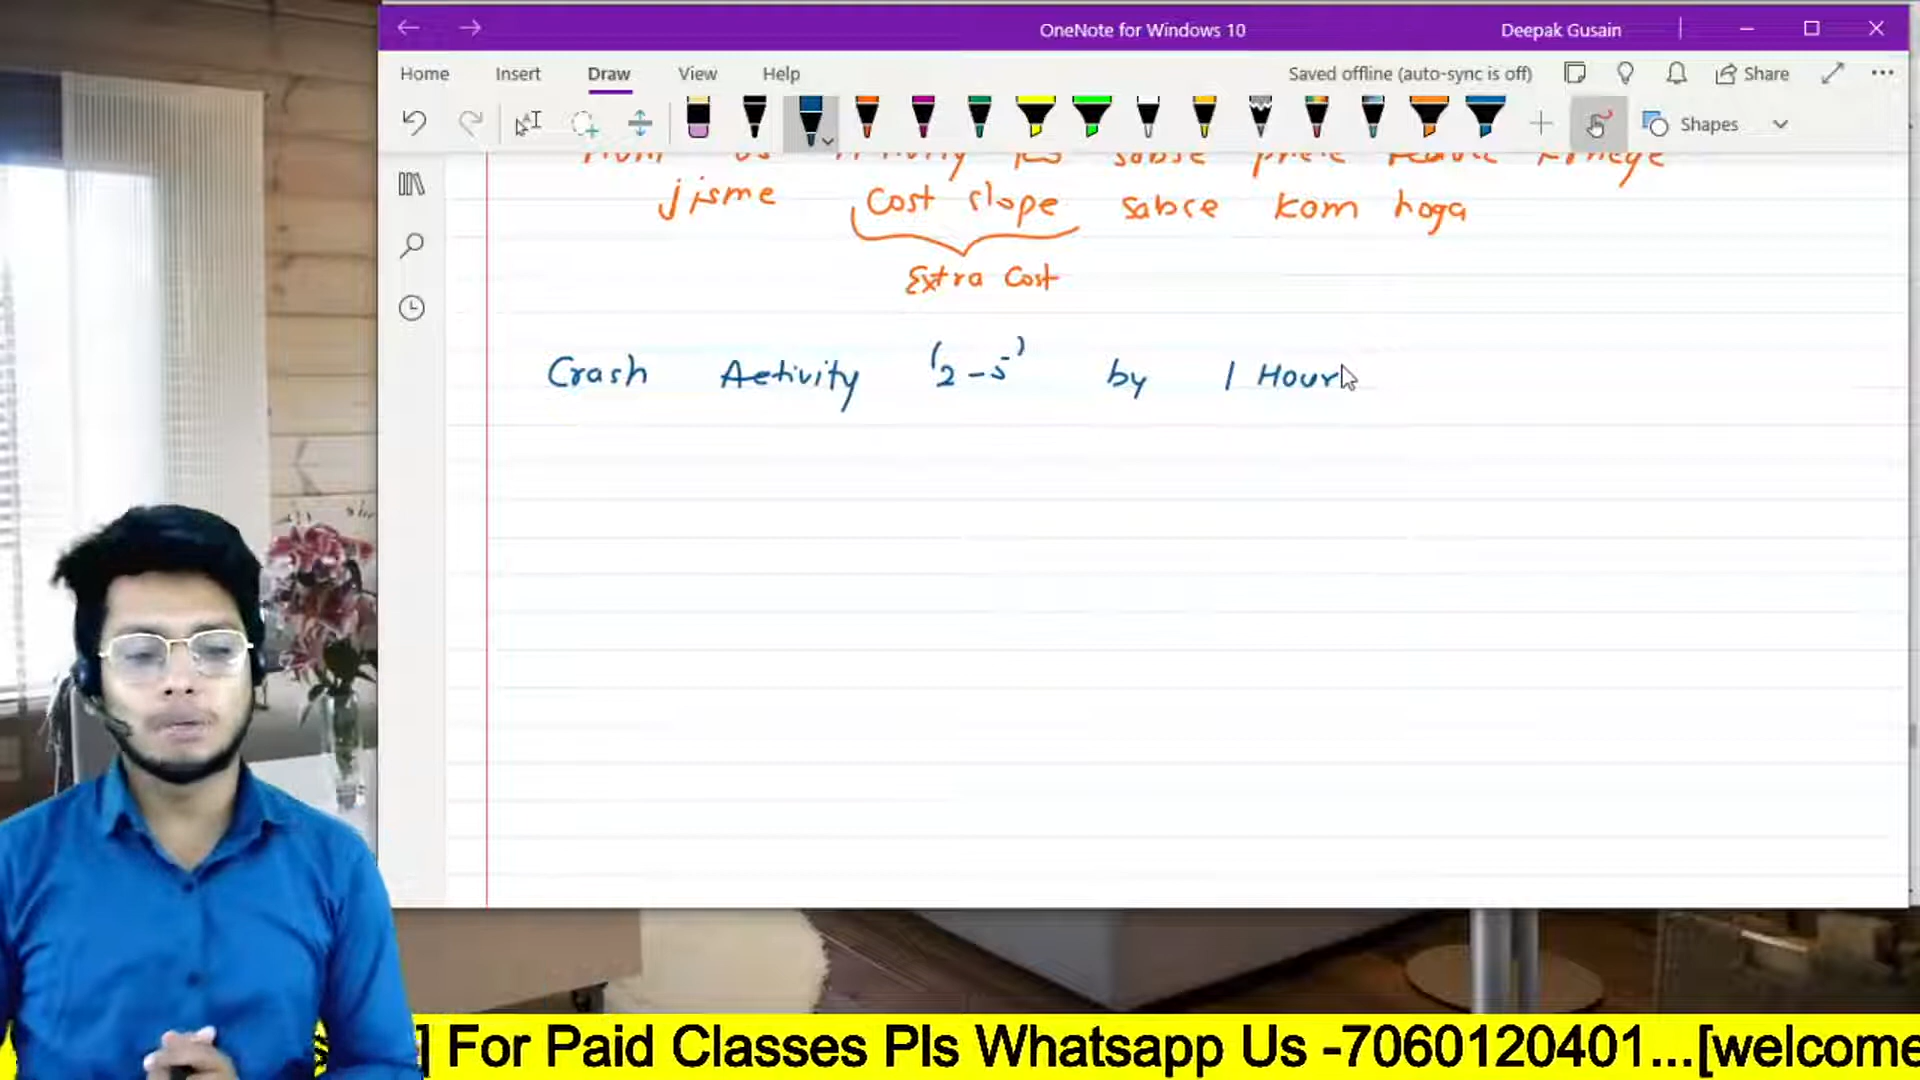 OneNote for Windows 10
Deepak Gusain
Home Insert Draw View Help
Saved offline (auto-sync is off)
Share
Shapes
sabse
jisme cost slope sabse kom hoga
Extra Cost
Crash Activity (2-5) by 1 Hour
] For Paid Classes Pls Whatsapp Us -7060120401...[welcome